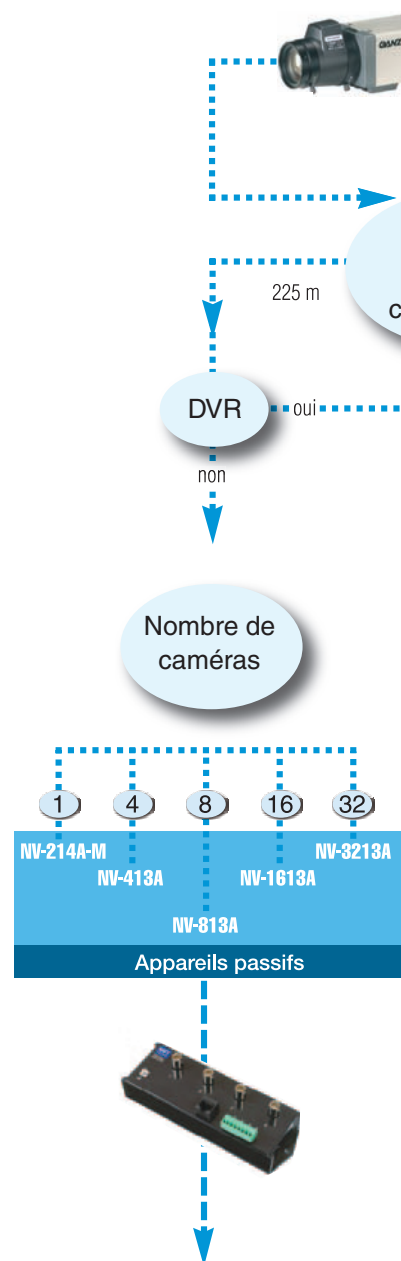 GANZ
225 m
c
DVR
oui
non
Nombre de
caméras
1 4 8 16 32
NV-214A-M
NV-3213A
NV-413A
NV-1613A
NV-813A
Appareils passifs